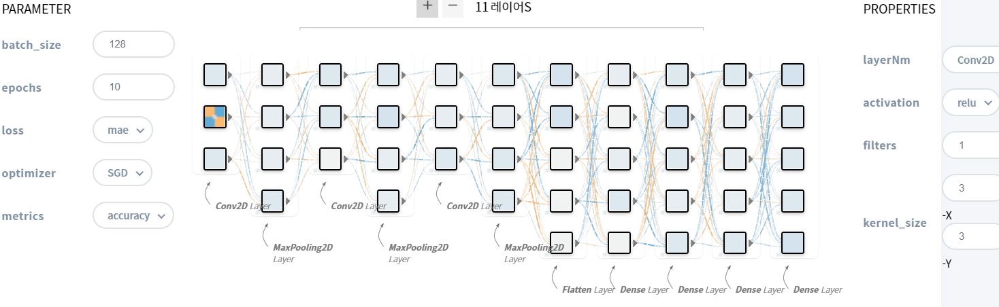 PARAMETER
batch_size
128
epochs
10
loss
mae
optimizer
SGD
metrics
accuracy
+
−
11 레이어S
Conv2D Layer
Conv2D Layer
Conv2D Layer
MaxPooling2D
Layer
MaxPooling2D
Layer
MaxPooling2D
Layer
Flatten Layer
Dense Layer
Dense Layer
Dense Layer
Dense Layer
PROPERTIES
layerNm
Conv2D
activation
relu
filters
1
kernel_size
3
-X
3
-Y